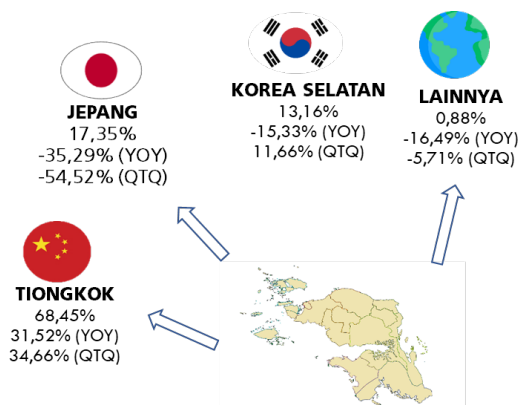 JEPANG
17,35%
-35,29% (YOY)
-54,52% (QTQ)
KOREA SELATAN
13,16%
-15,33% (YOY)
11,66% (QTQ)
LAINNYA
0,88%
-16,49% (YOY)
-5,71% (QTQ)
TIONGKOK
68,45%
31,52% (YOY)
34,66% (QTQ)